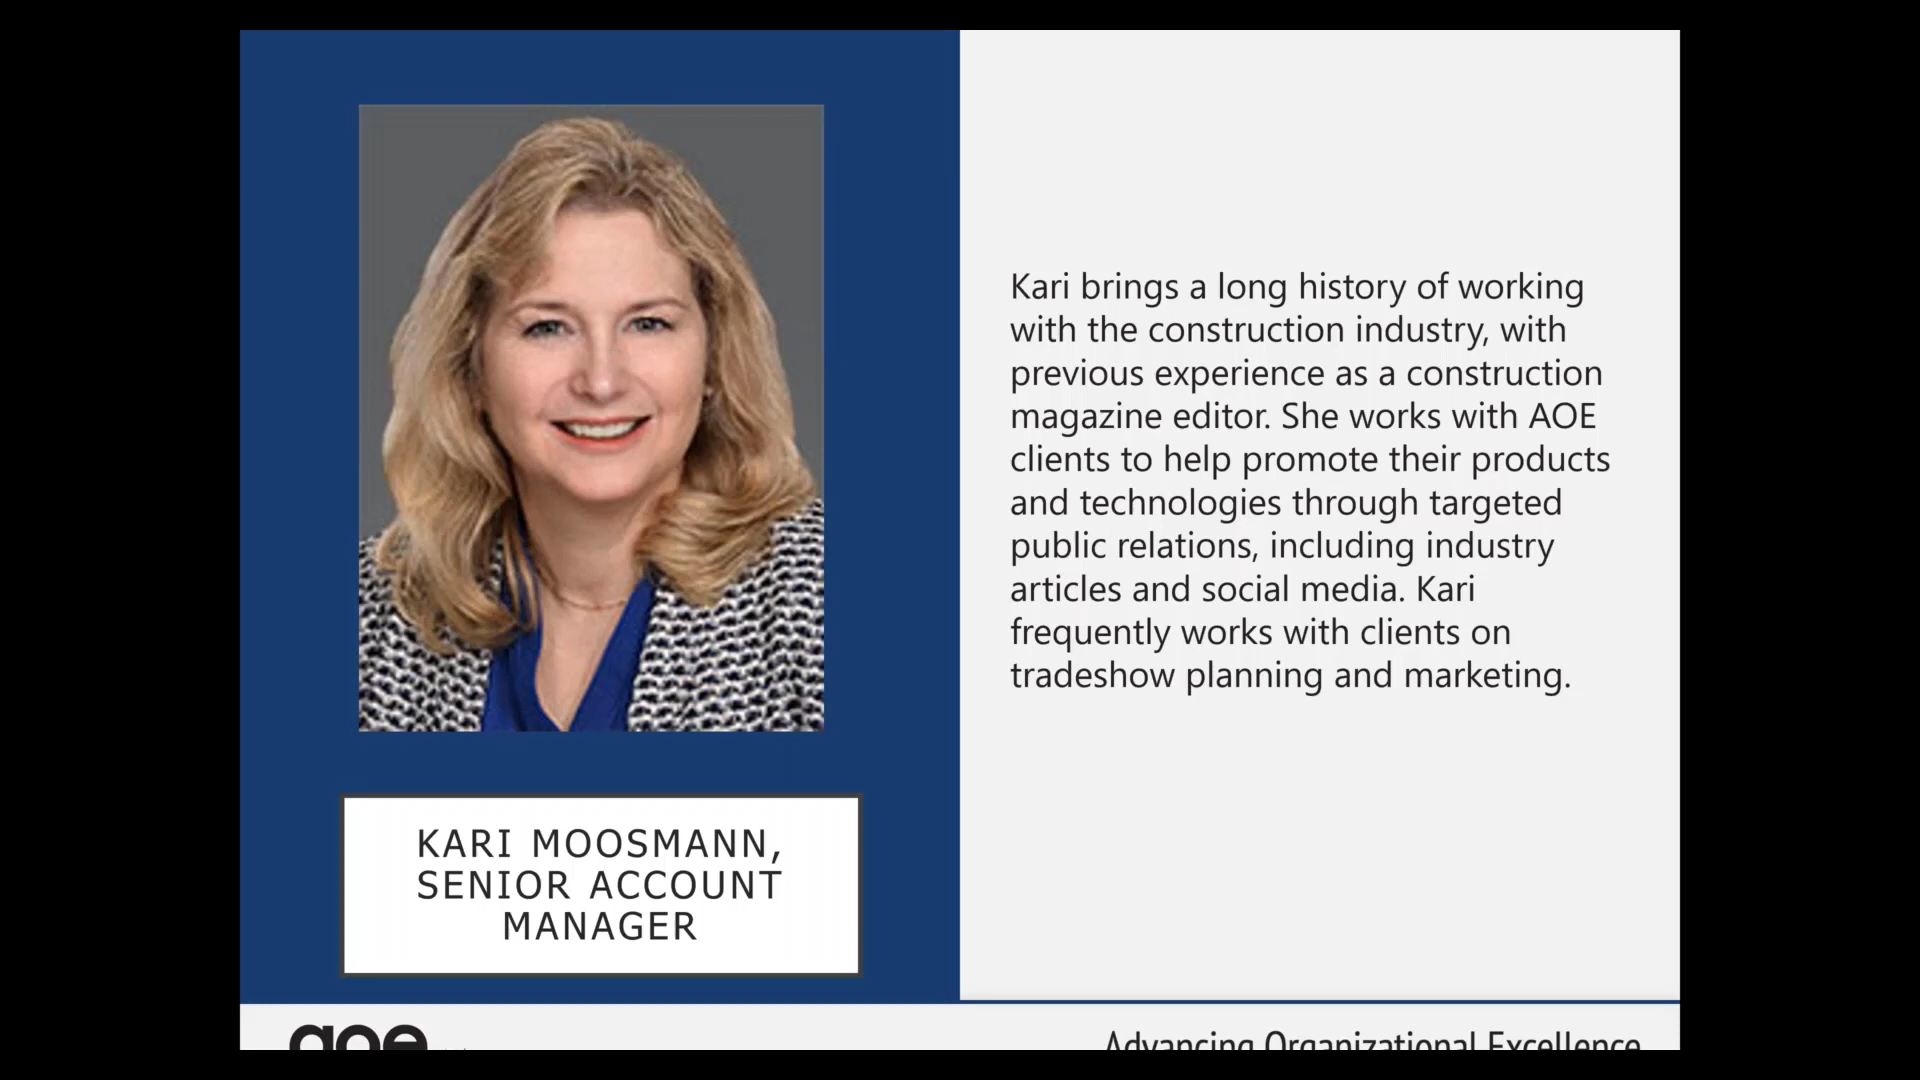 KARI MOOSMANN,
SENIOR ACCOUNT
MANAGER
Kari brings a long history of working
with the construction industry, with
previous experience as a construction
magazine editor. She works with AOE
clients to help promote their products
and technologies through targeted
public relations, including industry
articles and social media. Kari
frequently works with clients on
tradeshow planning and marketing.
aoe
Advancing Organizational Excellence